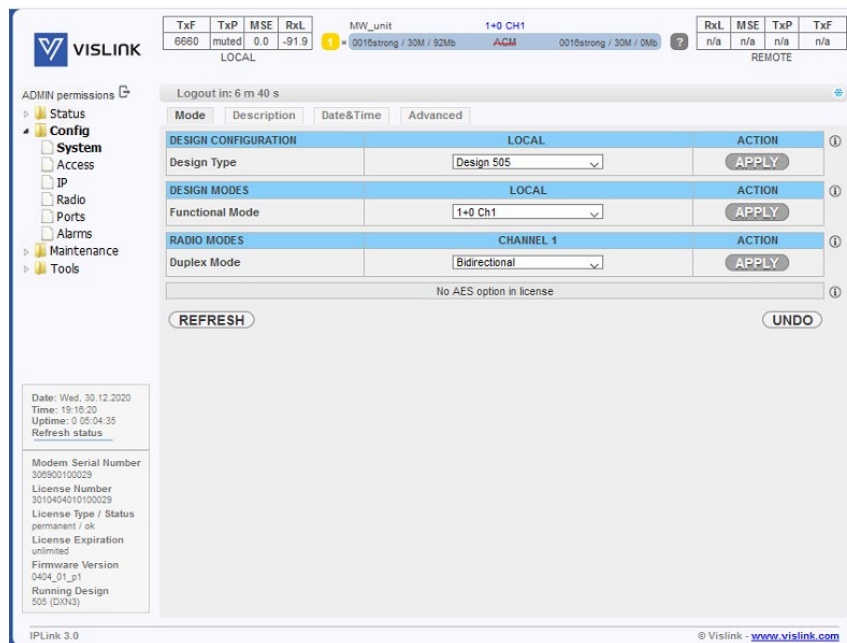 VISLINK
TxF TxP MSE RxL
6660 muted 0.0 -91.9
LOCAL
MW_unit 1+0 CH1
1 × 0016strong / 30M / 92Mb ACM 0016strong / 30M / 0Mb ?
RxL MSE TxP TxF
n/a n/a n/a n/a
REMOTE
ADMIN permissions
Status
Config
System
Access
IP
Radio
Ports
Alarms
Maintenance
Tools
Logout in: 6 m 40 s
Mode Description Date&Time Advanced
DESIGN CONFIGURATION LOCAL ACTION
Design Type Design 505 APPLY
DESIGN MODES LOCAL ACTION
Functional Mode 1+0 Ch1 APPLY
RADIO MODES CHANNEL 1 ACTION
Duplex Mode Bidirectional APPLY
No AES option in license
REFRESH UNDO
Date: Wed, 30.12.2020
Time: 19:16:20
Uptime: 0 05:04:35
Refresh status
Modem Serial Number
306900100029
License Number
3010404010100029
License Type / Status
permanent / ok
License Expiration
unlimited
Firmware Version
0404_01_p1
Running Design
505 (DXN3)
IPLink 3.0
© Vislink - www.vislink.com